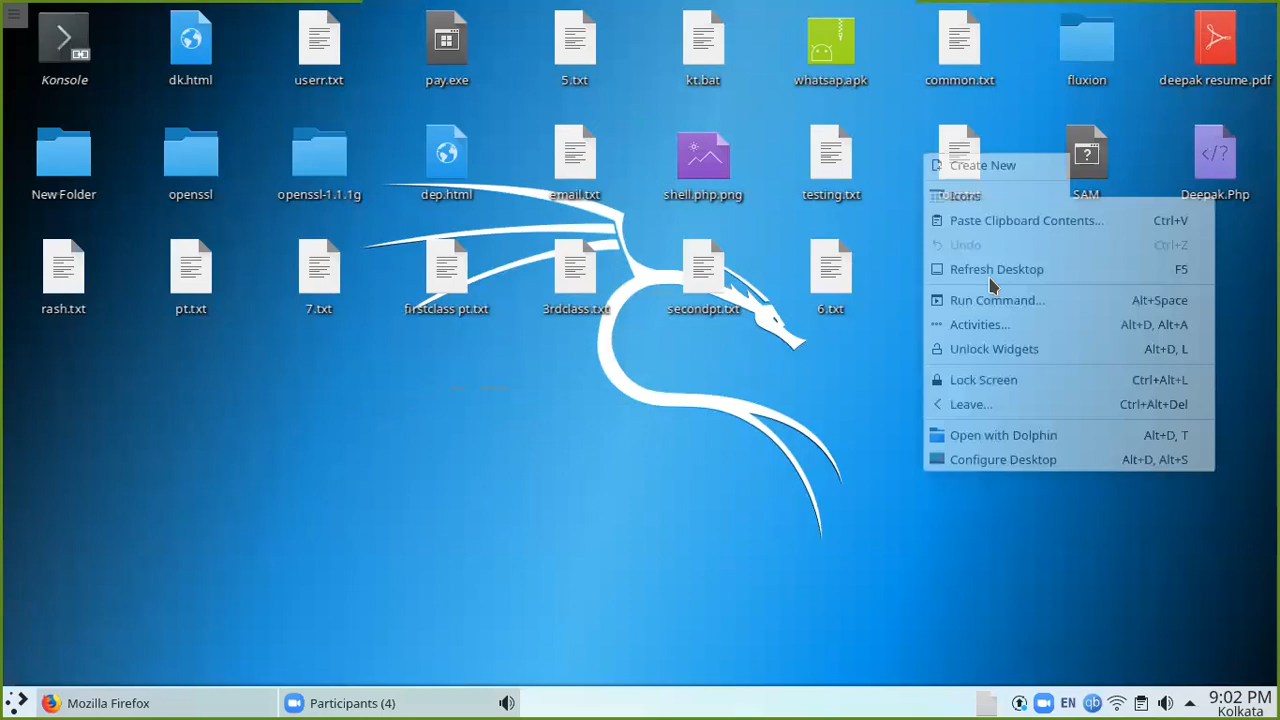 Konsole
dk.html
userr.txt
pay.exe
5.txt
kt.bat
whatsap.apk
common.txt
fluxion
deepak resume.pdf
New Folder
openssl
openssl-1.1.1g
dep.html
email.txt
shell.php.png
testing.txt
SAM
Deepak.Php
rash.txt
pt.txt
7.txt
firstclass pt.txt
3rdclass.txt
secondpt.txt
6.txt
Create New
Icons
Paste Clipboard Contents... Ctrl+V
Undo Ctrl+Z
Refresh Desktop F5
Run Command... Alt+Space
Activities... Alt+D, Alt+A
Unlock Widgets Alt+D, L
Lock Screen Ctrl+Alt+L
Leave... Ctrl+Alt+Del
Open with Dolphin Alt+D, T
Configure Desktop Alt+D, Alt+S
Mozilla Firefox
Participants (4)
EN
qb
9:02 PM
Kolkata